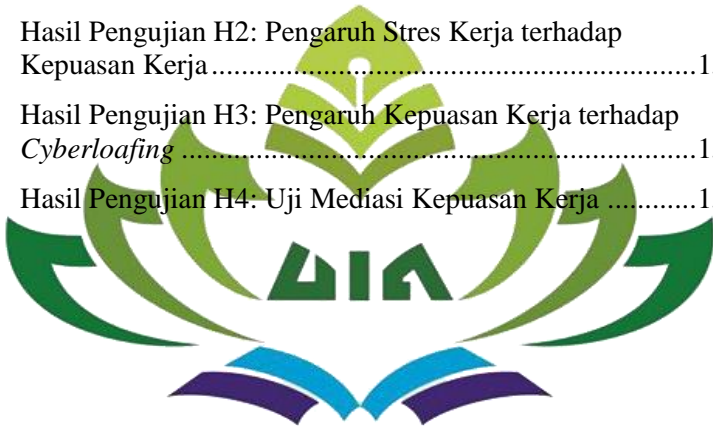 Hasil Pengujian H2: Pengaruh Stres Kerja terhadap
Kepuasan Kerja..........................................................1
Hasil Pengujian H3: Pengaruh Kepuasan Kerja terhadap
Cyberloafing ..............................................................1
Hasil Pengujian H4: Uji Mediasi Kepuasan Kerja ............1
UIN